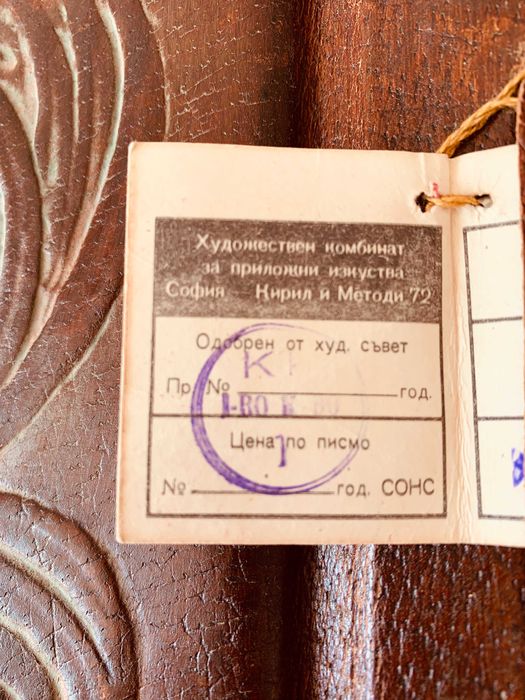 Художествен комбинат
за приложни изкуства
София Кирил и Методи 72
Одобрен от худ. съвет
Пр. № год.
Цена по писмо
1
№ год. СОНС